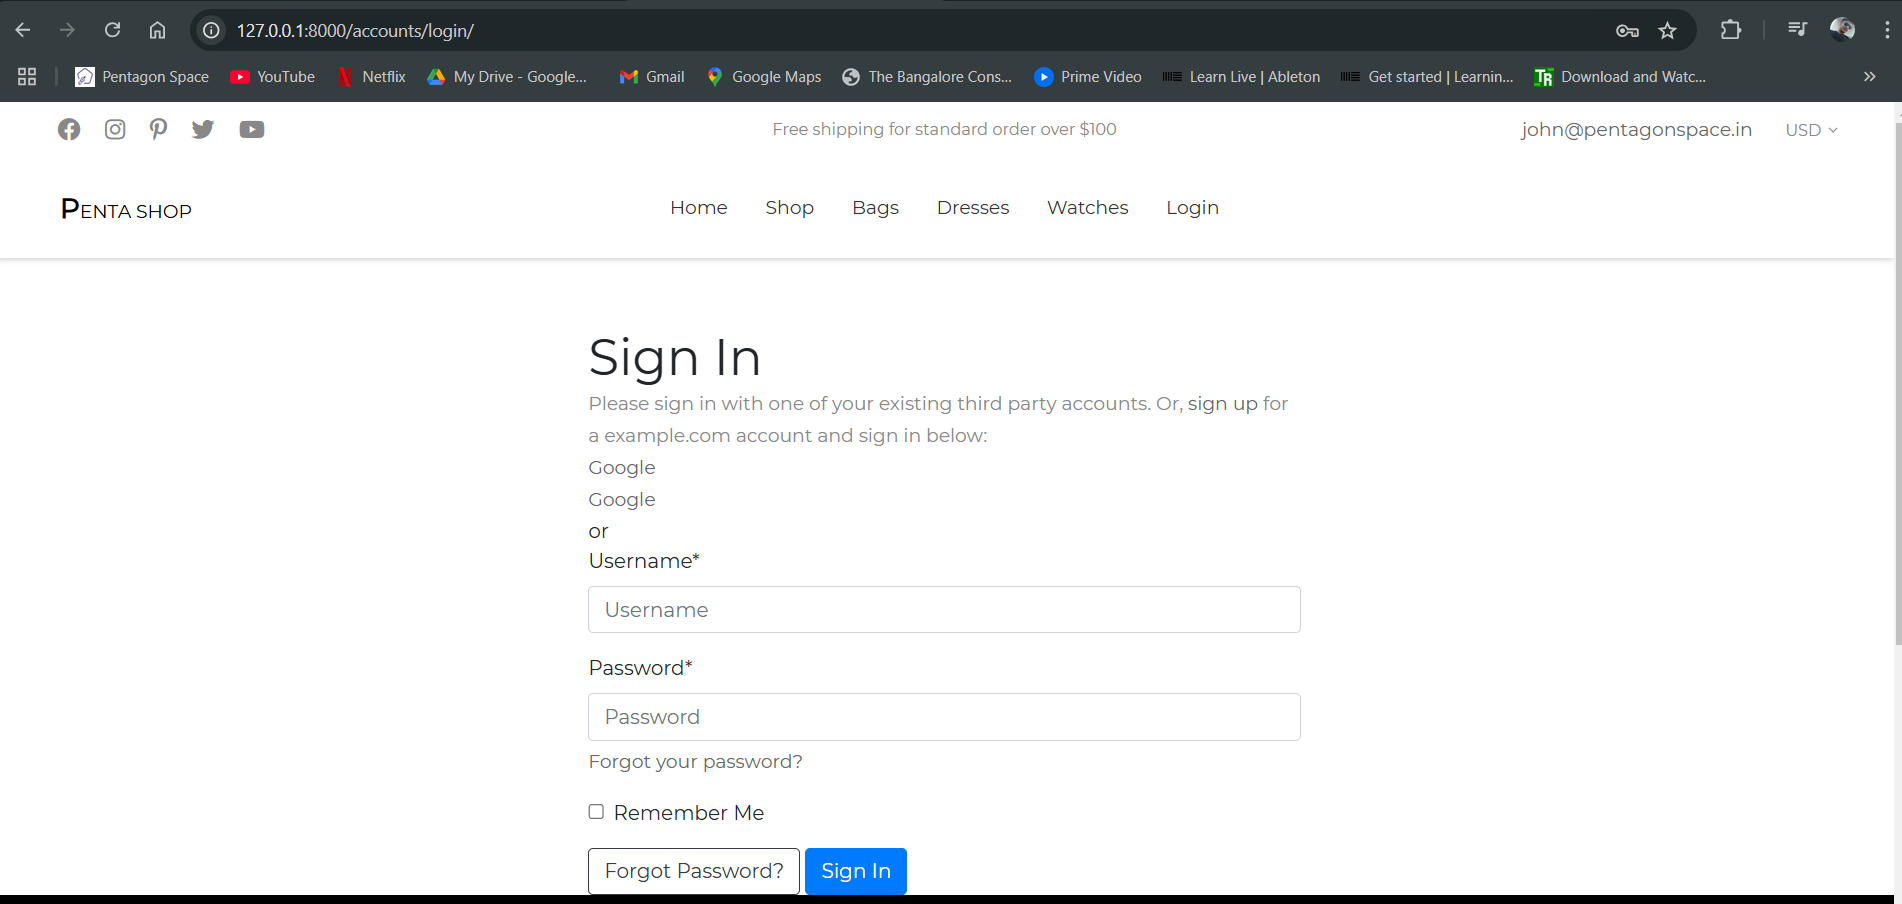 127.0.0.1:8000/accounts/login/
Pentagon Space YouTube Netflix My Drive - Google... Gmail Google Maps The Bangalore Cons... Prime Video Learn Live | Ableton Get started | Learnin... TR Download and Watc...
Free shipping for standard order over $100 john@pentagonspace.in USD
PENTA SHOP Home Shop Bags Dresses Watches Login
Sign In
Please sign in with one of your existing third party accounts. Or, sign up for
a example.com account and sign in below:
Google
Google
or
Username*
Username
Password*
Password
Forgot your password?
Remember Me
Forgot Password? Sign In